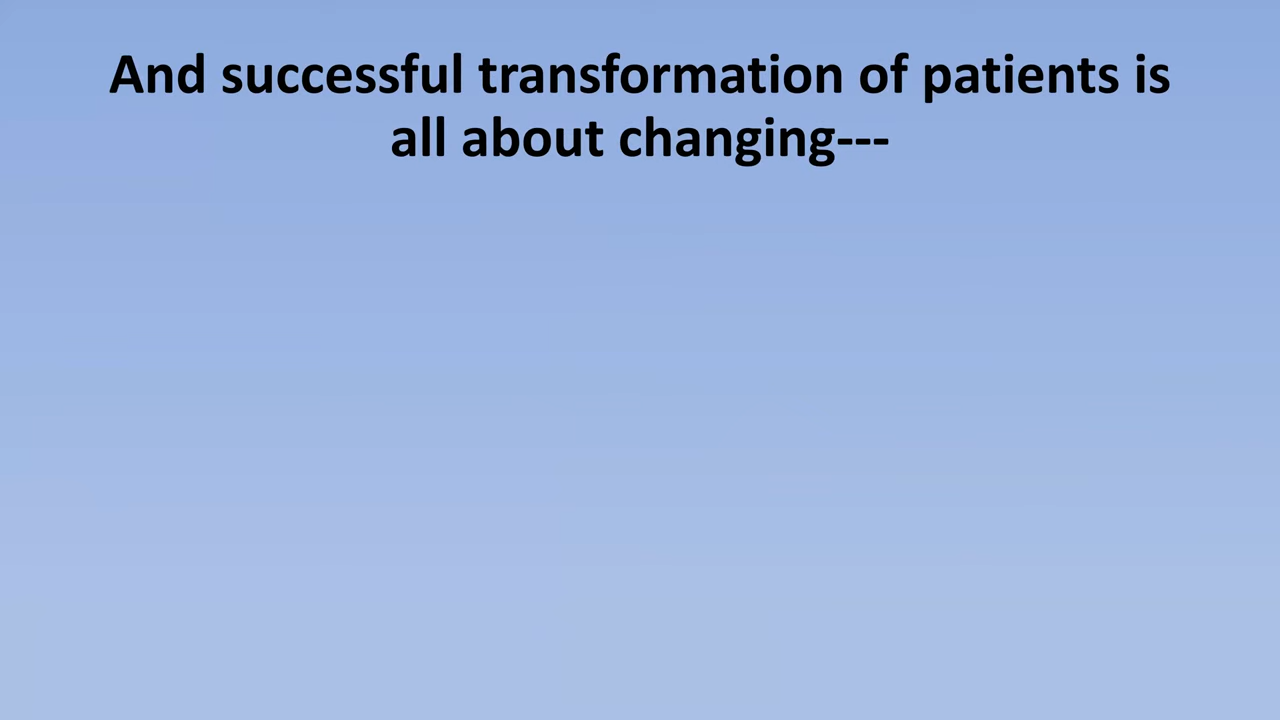 And successful transformation of patients is
all about changing---